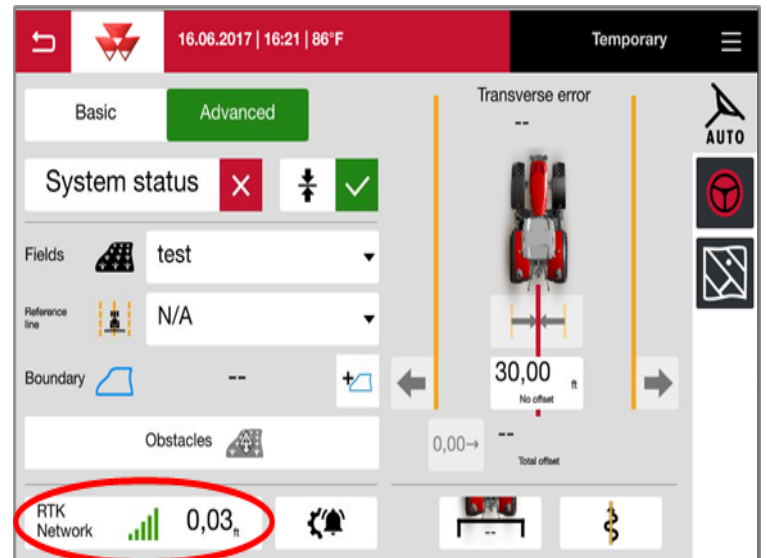 16.06.2017 | 16:21 | 86°F
Temporary
Basic
Advanced
System status
Fields
test
Reference
line
N/A
Boundary
--
Obstacles
RTK
Network
0,03 ft
Transverse error
--
30,00 ft
No offset
0,00→
--
Total offset
--
AUTO